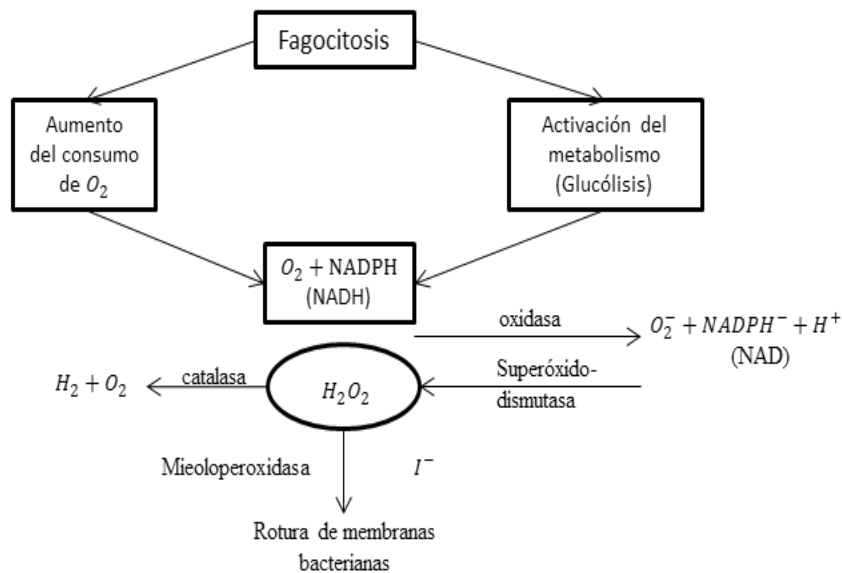 Fagocitosis
Aumento
del consumo
de O₂
Activación del
metabolismo
(Glucólisis)
O₂ + NADPH
(NADH)
oxidasa
O₂⁻ + NADPH⁻ + H⁺
(NAD)
H₂ + O₂
catalasa
H₂O₂
Superóxido-
dismutasa
Mieoloperoxidasa
I⁻
Rotura de membranas
bacterianas